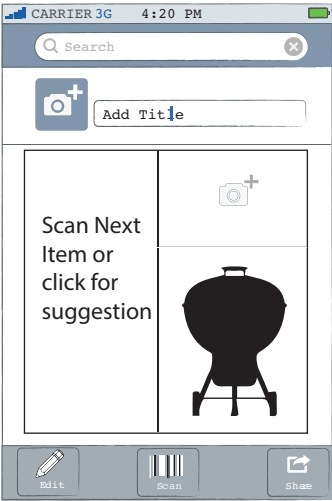 CARRIER 3G 4:20 PM
Search
Add Title
Scan Next
Item or
click for
suggestion
Edit
Scan
Share